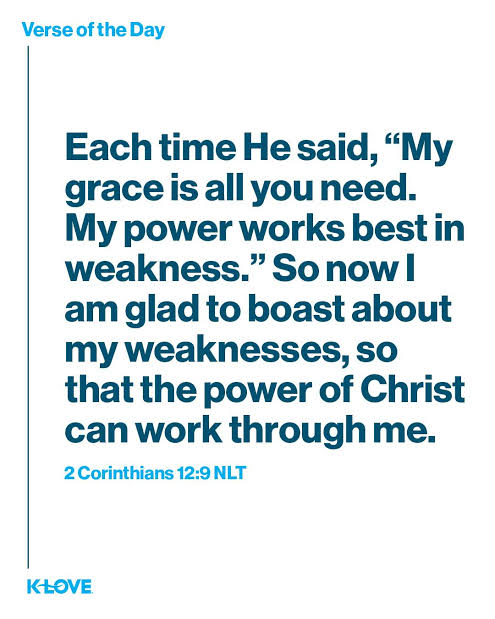 Verse of the Day
Each time He said, “My
grace is all you need.
My power works best in
weakness.” So now I
am glad to boast about
my weaknesses, so
that the power of Christ
can work through me.
2 Corinthians 12:9 NLT
K-LOVE